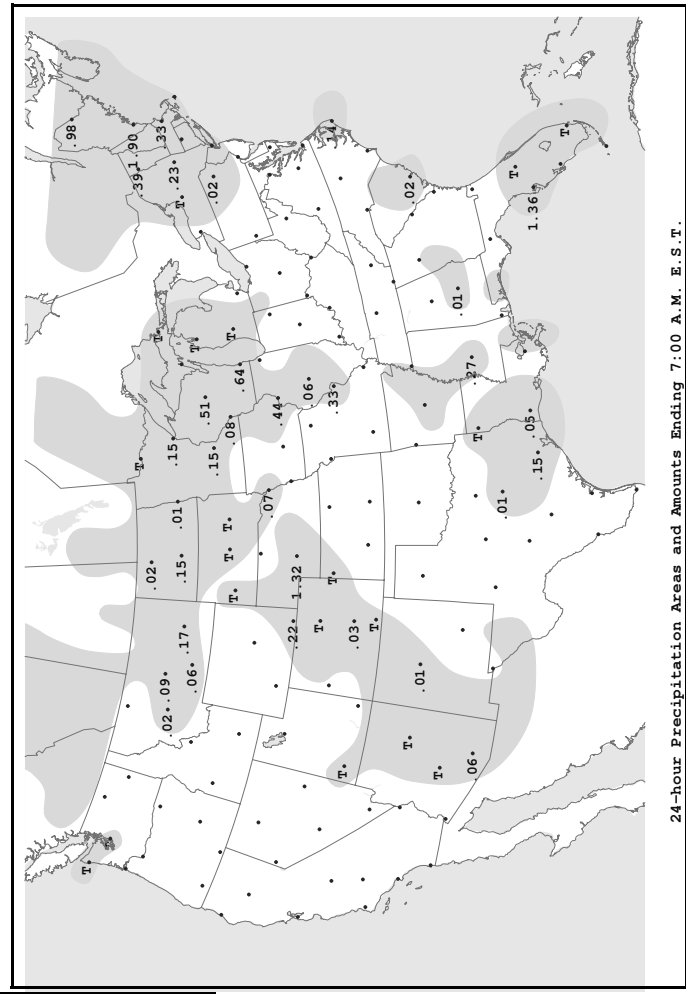 T
.02
.09
.06
.17
.02
.15
.01
T
T
T
T
.15
.15
.08
.51
.64
T
T
T
.98
1.90
.39
.33
.23
T
.02
.22
1.32
T
.03
T
T
.07
.44
.06
.33
.14
.02
T
T
.06
.01
.01
.15
.05
T
.27
.01
1.36
T
T
24-hour Precipitation Areas and Amounts Ending 7:00 A.M. E.S.T.